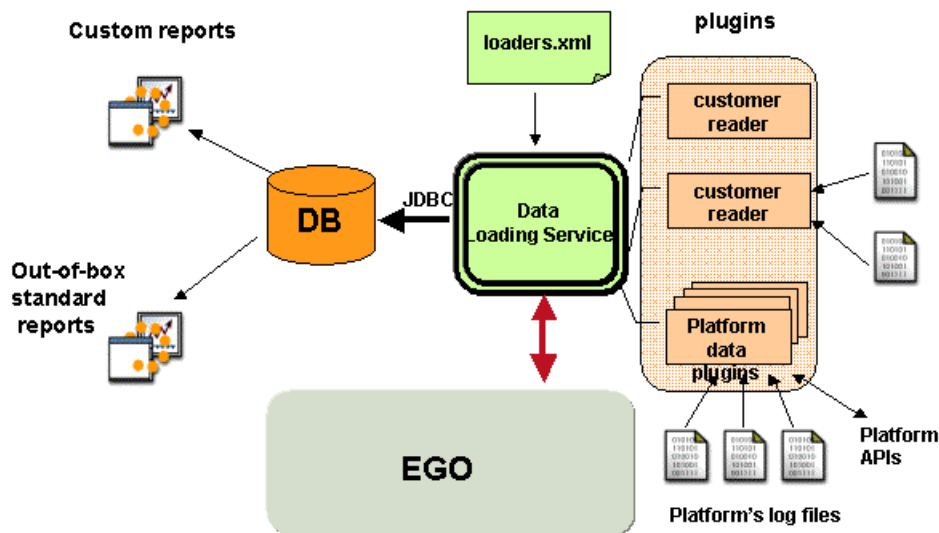 Custom reports
loaders.xml
plugins
customer
reader
customer
reader
JDBC
DB
Data
Loading Service
Out-of-box
standard
reports
Platform
data
plugins
EGO
Platform
APIs
Platform's log files